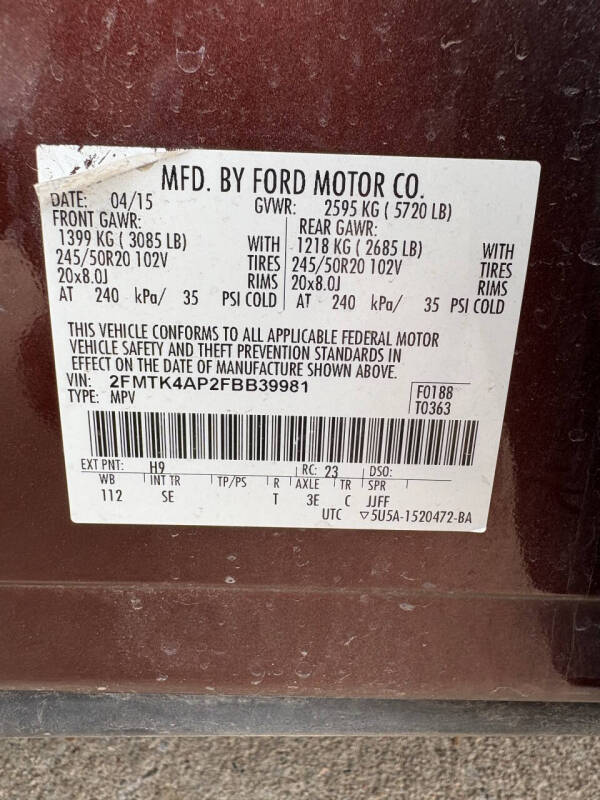 MFD. BY FORD MOTOR CO.
DATE: 04/15 GVWR: 2595 KG ( 5720 LB)
FRONT GAWR: REAR GAWR:
1399 KG ( 3085 LB) WITH 1218 KG ( 2685 LB) WITH
245/50R20 102V TIRES 245/50R20 102V TIRES
20x8.0J RIMS 20x8.0J RIMS
AT 240 kPa/ 35 PSI COLD AT 240 kPa/ 35 PSI COLD
THIS VEHICLE CONFORMS TO ALL APPLICABLE FEDERAL MOTOR
VEHICLE SAFETY AND THEFT PREVENTION STANDARDS IN
EFFECT ON THE DATE OF MANUFACTURE SHOWN ABOVE.
VIN: 2FMTK4AP2FBB39981 F0188
TYPE: MPV T0363
EXT PNT: H9 RC: 23 DSO:
WB INT TR TP/PS R AXLE TR SPR
112 SE T 3E C JJFF
UTC ▽5U5A-1520472-BA